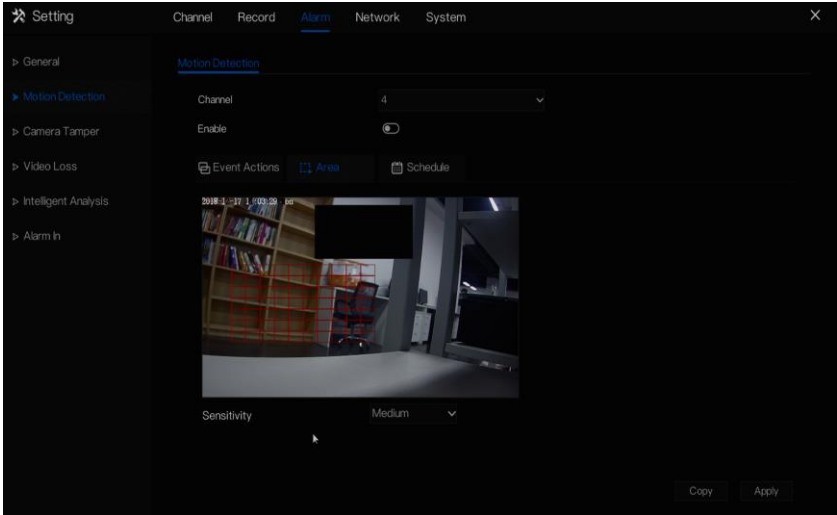 Setting
Channel Record Alarm Network System
General
Motion Detection
Camera Tamper
Video Loss
Intelligent Analysis
Alarm In
Motion Detection
Channel 4
Enable
Event Actions Area Schedule
Sensitivity Medium
Copy Apply